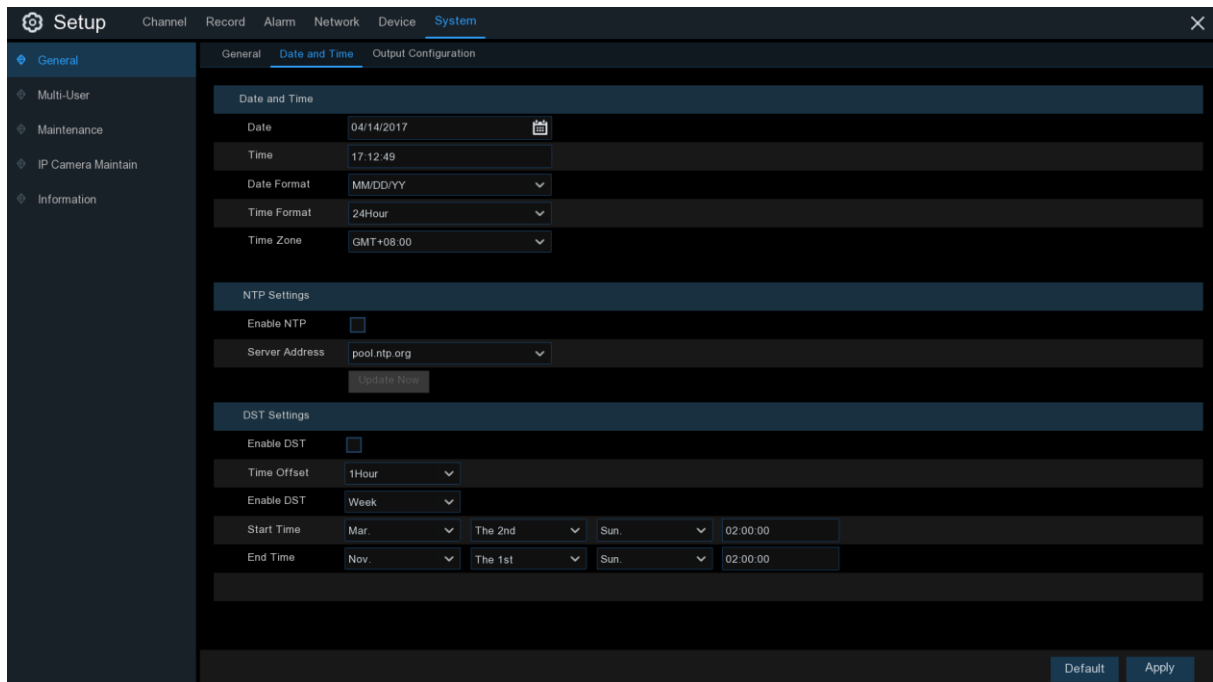 Setup Channel Record Alarm Network Device System
General
Multi-User
Maintenance
IP Camera Maintain
Information
General Date and Time Output Configuration
Date and Time
Date 04/14/2017
Time 17:12:49
Date Format MM/DD/YY
Time Format 24Hour
Time Zone GMT+08:00
NTP Settings
Enable NTP
Server Address pool.ntp.org
Update Now
DST Settings
Enable DST
Time Offset 1Hour
Enable DST Week
Start Time Mar. The 2nd Sun. 02:00:00
End Time Nov. The 1st Sun. 02:00:00
Default Apply